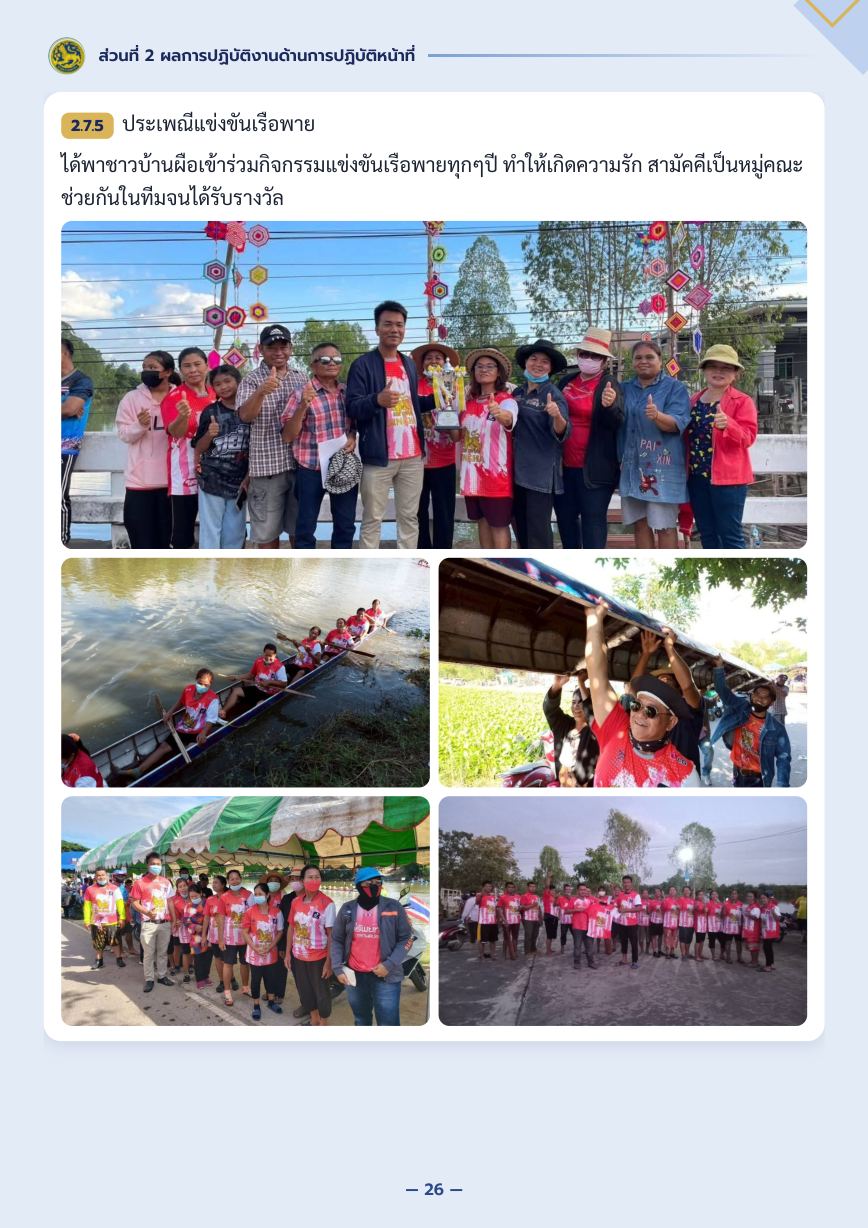 ส่วนที่ 2 ผลการปฏิบัติงานด้านการปฏิบัติหน้าที่
2.7.5 ประเพณีแข่งขันเรือพาย
ได้พาชาวบ้านผือเข้าร่วมกิจกรรมแข่งขันเรือพายทุกๆปี ทำให้เกิดความรัก สามัคคีเป็นหมู่คณะ
ช่วยกันในทีมจนได้รับรางวัล
PAI
XIN
— 26 —